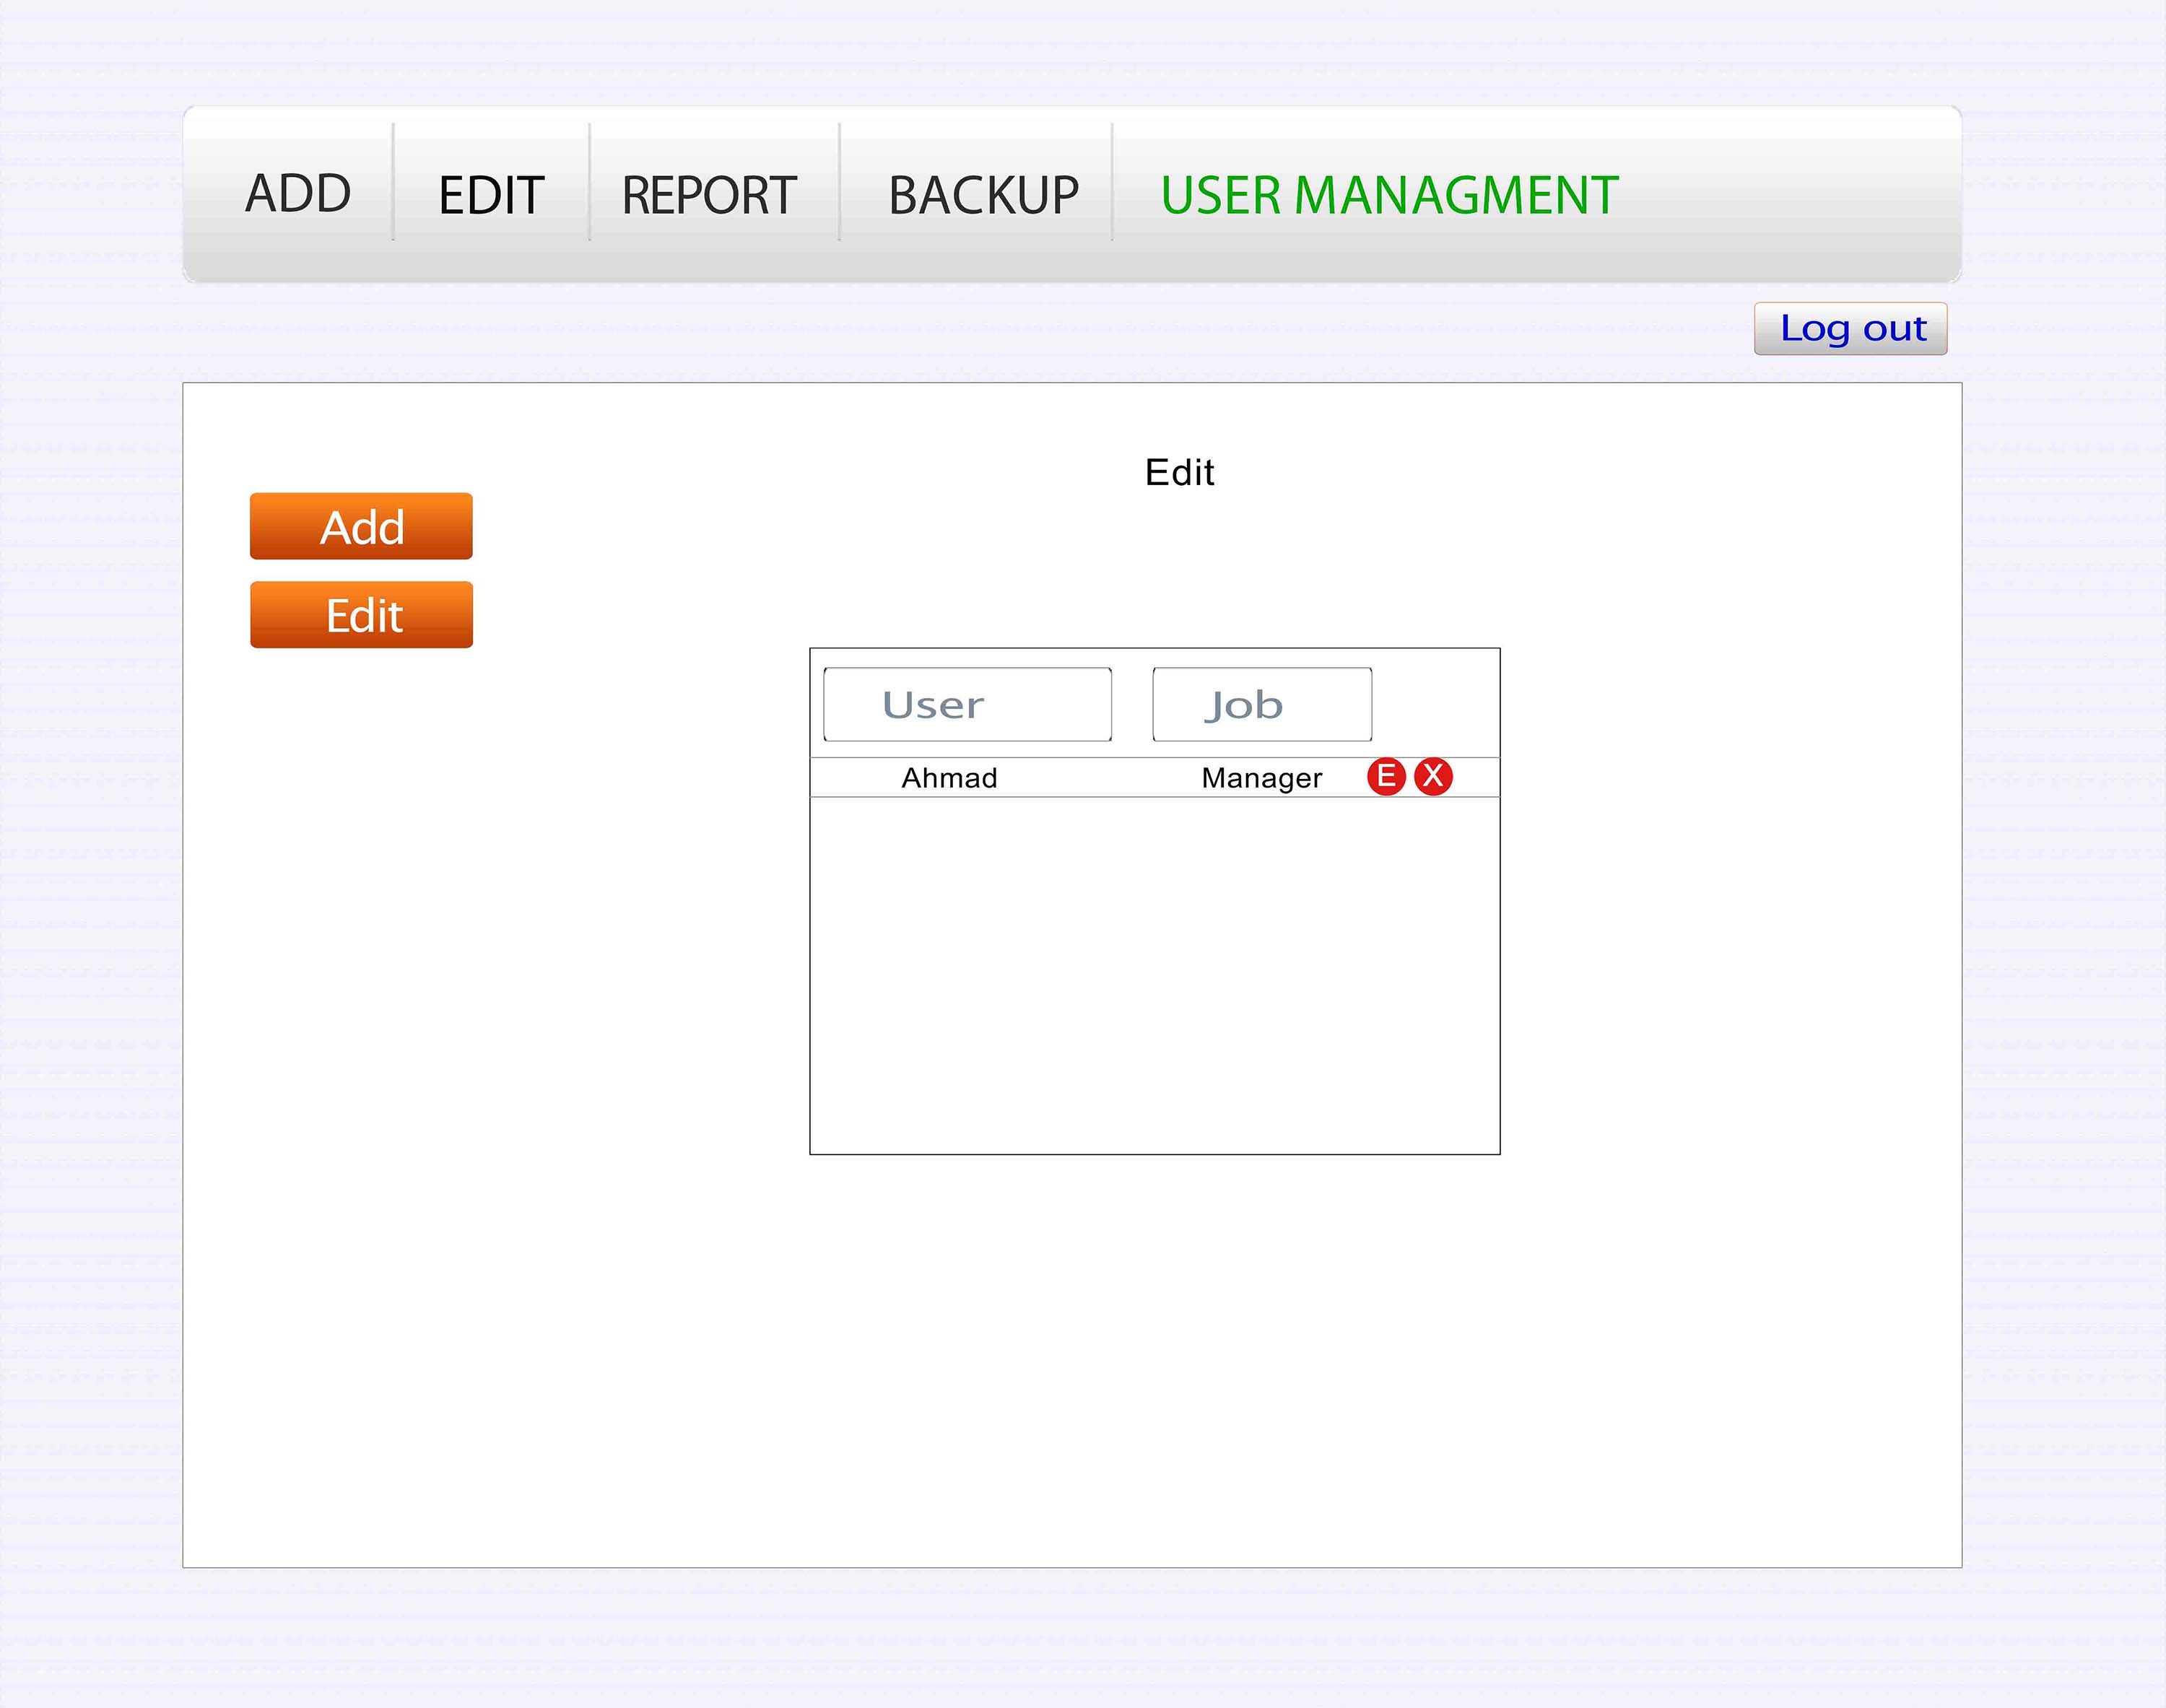 ADD EDIT REPORT BACKUP USER MANAGMENT
Log out
Edit
Add
Edit
User Job
Ahmad Manager E X